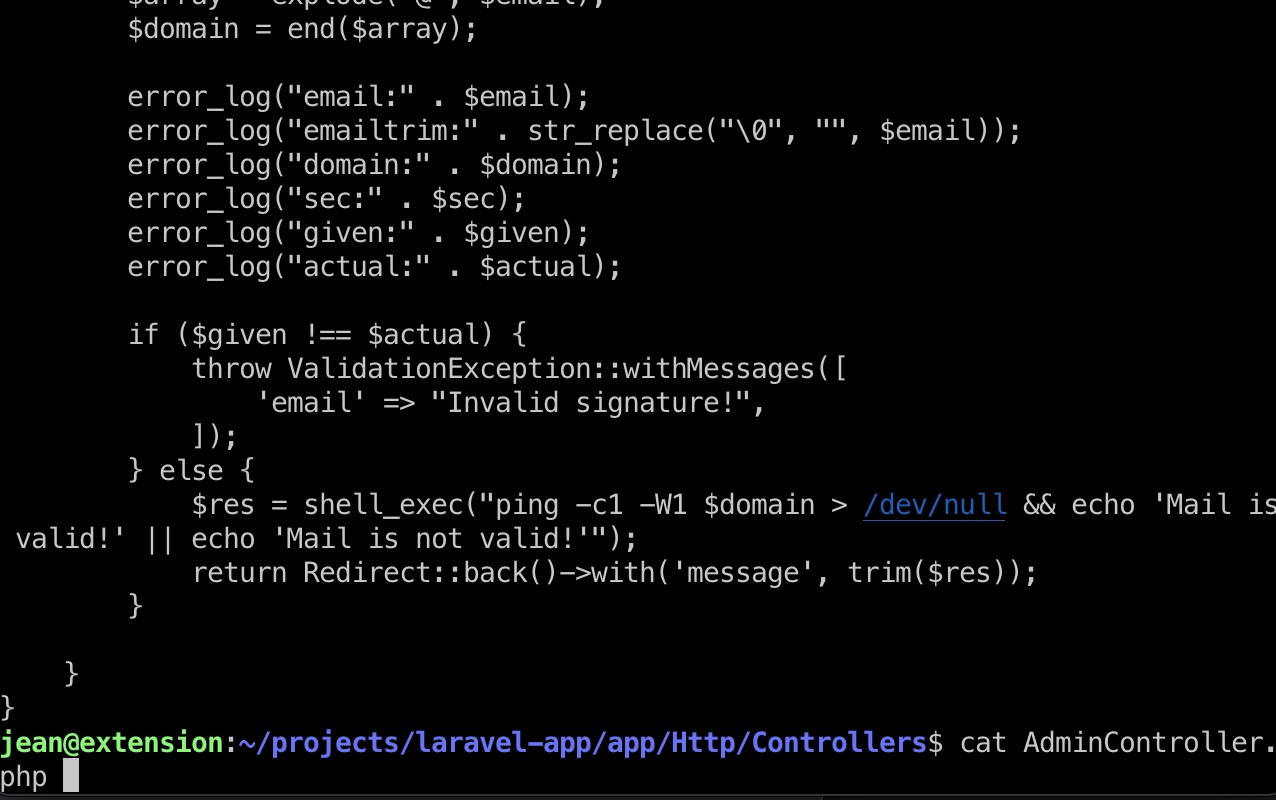 $array = explode("@", $email);
$domain = end($array);
error_log("email:" . $email);
error_log("emailtrim:" . str_replace("\0", "", $email));
error_log("domain:" . $domain);
error_log("sec:" . $sec);
error_log("given:" . $given);
error_log("actual:" . $actual);
if ($given !== $actual) {
throw ValidationException::withMessages([
'email' => "Invalid signature!",
]);
} else {
$res = shell_exec("ping -c1 -W1 $domain > /dev/null && echo 'Mail is
valid!' || echo 'Mail is not valid!'");
return Redirect::back()->with('message', trim($res));
}
}
}
jean@extension:~/projects/laravel-app/app/Http/Controllers$ cat AdminController.
php